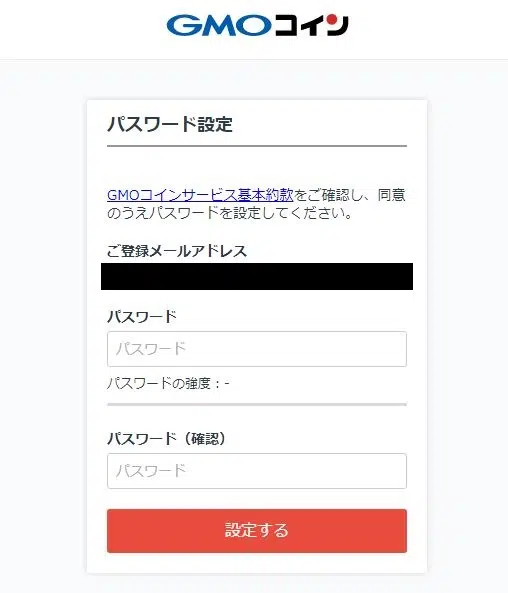 GMOコイン
パスワード設定
GMOコインサービス基本約款をご確認し、同意
のうえパスワードを設定してください。
ご登録メールアドレス
パスワード
パスワード
パスワードの強度：-
パスワード（確認）
パスワード
設定する